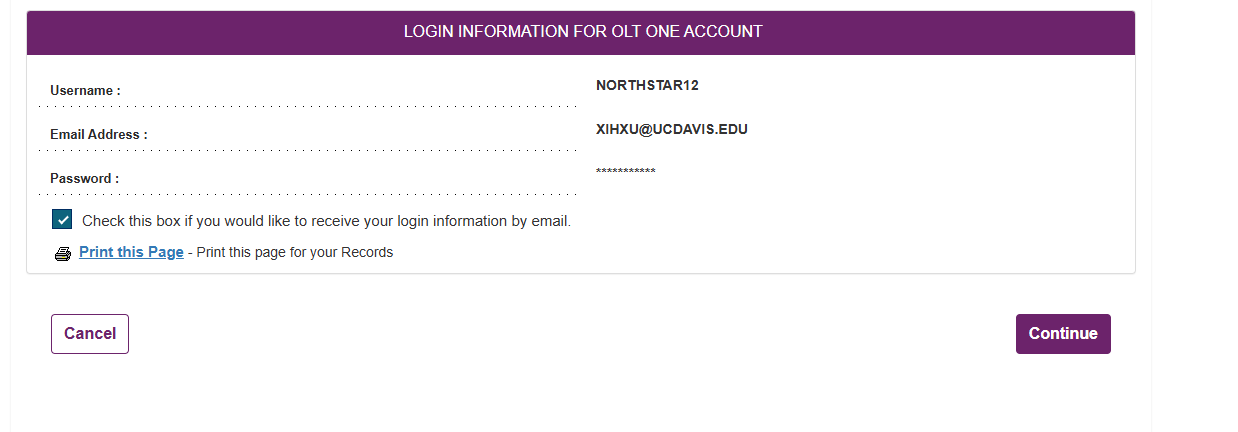 LOGIN INFORMATION FOR OLT ONE ACCOUNT
Username :
NORTHSTAR12
Email Address :
XIHXU@UCDAVIS.EDU
Password :
***********
Check this box if you would like to receive your login information by email.
Print this Page - Print this page for your Records
Cancel
Continue